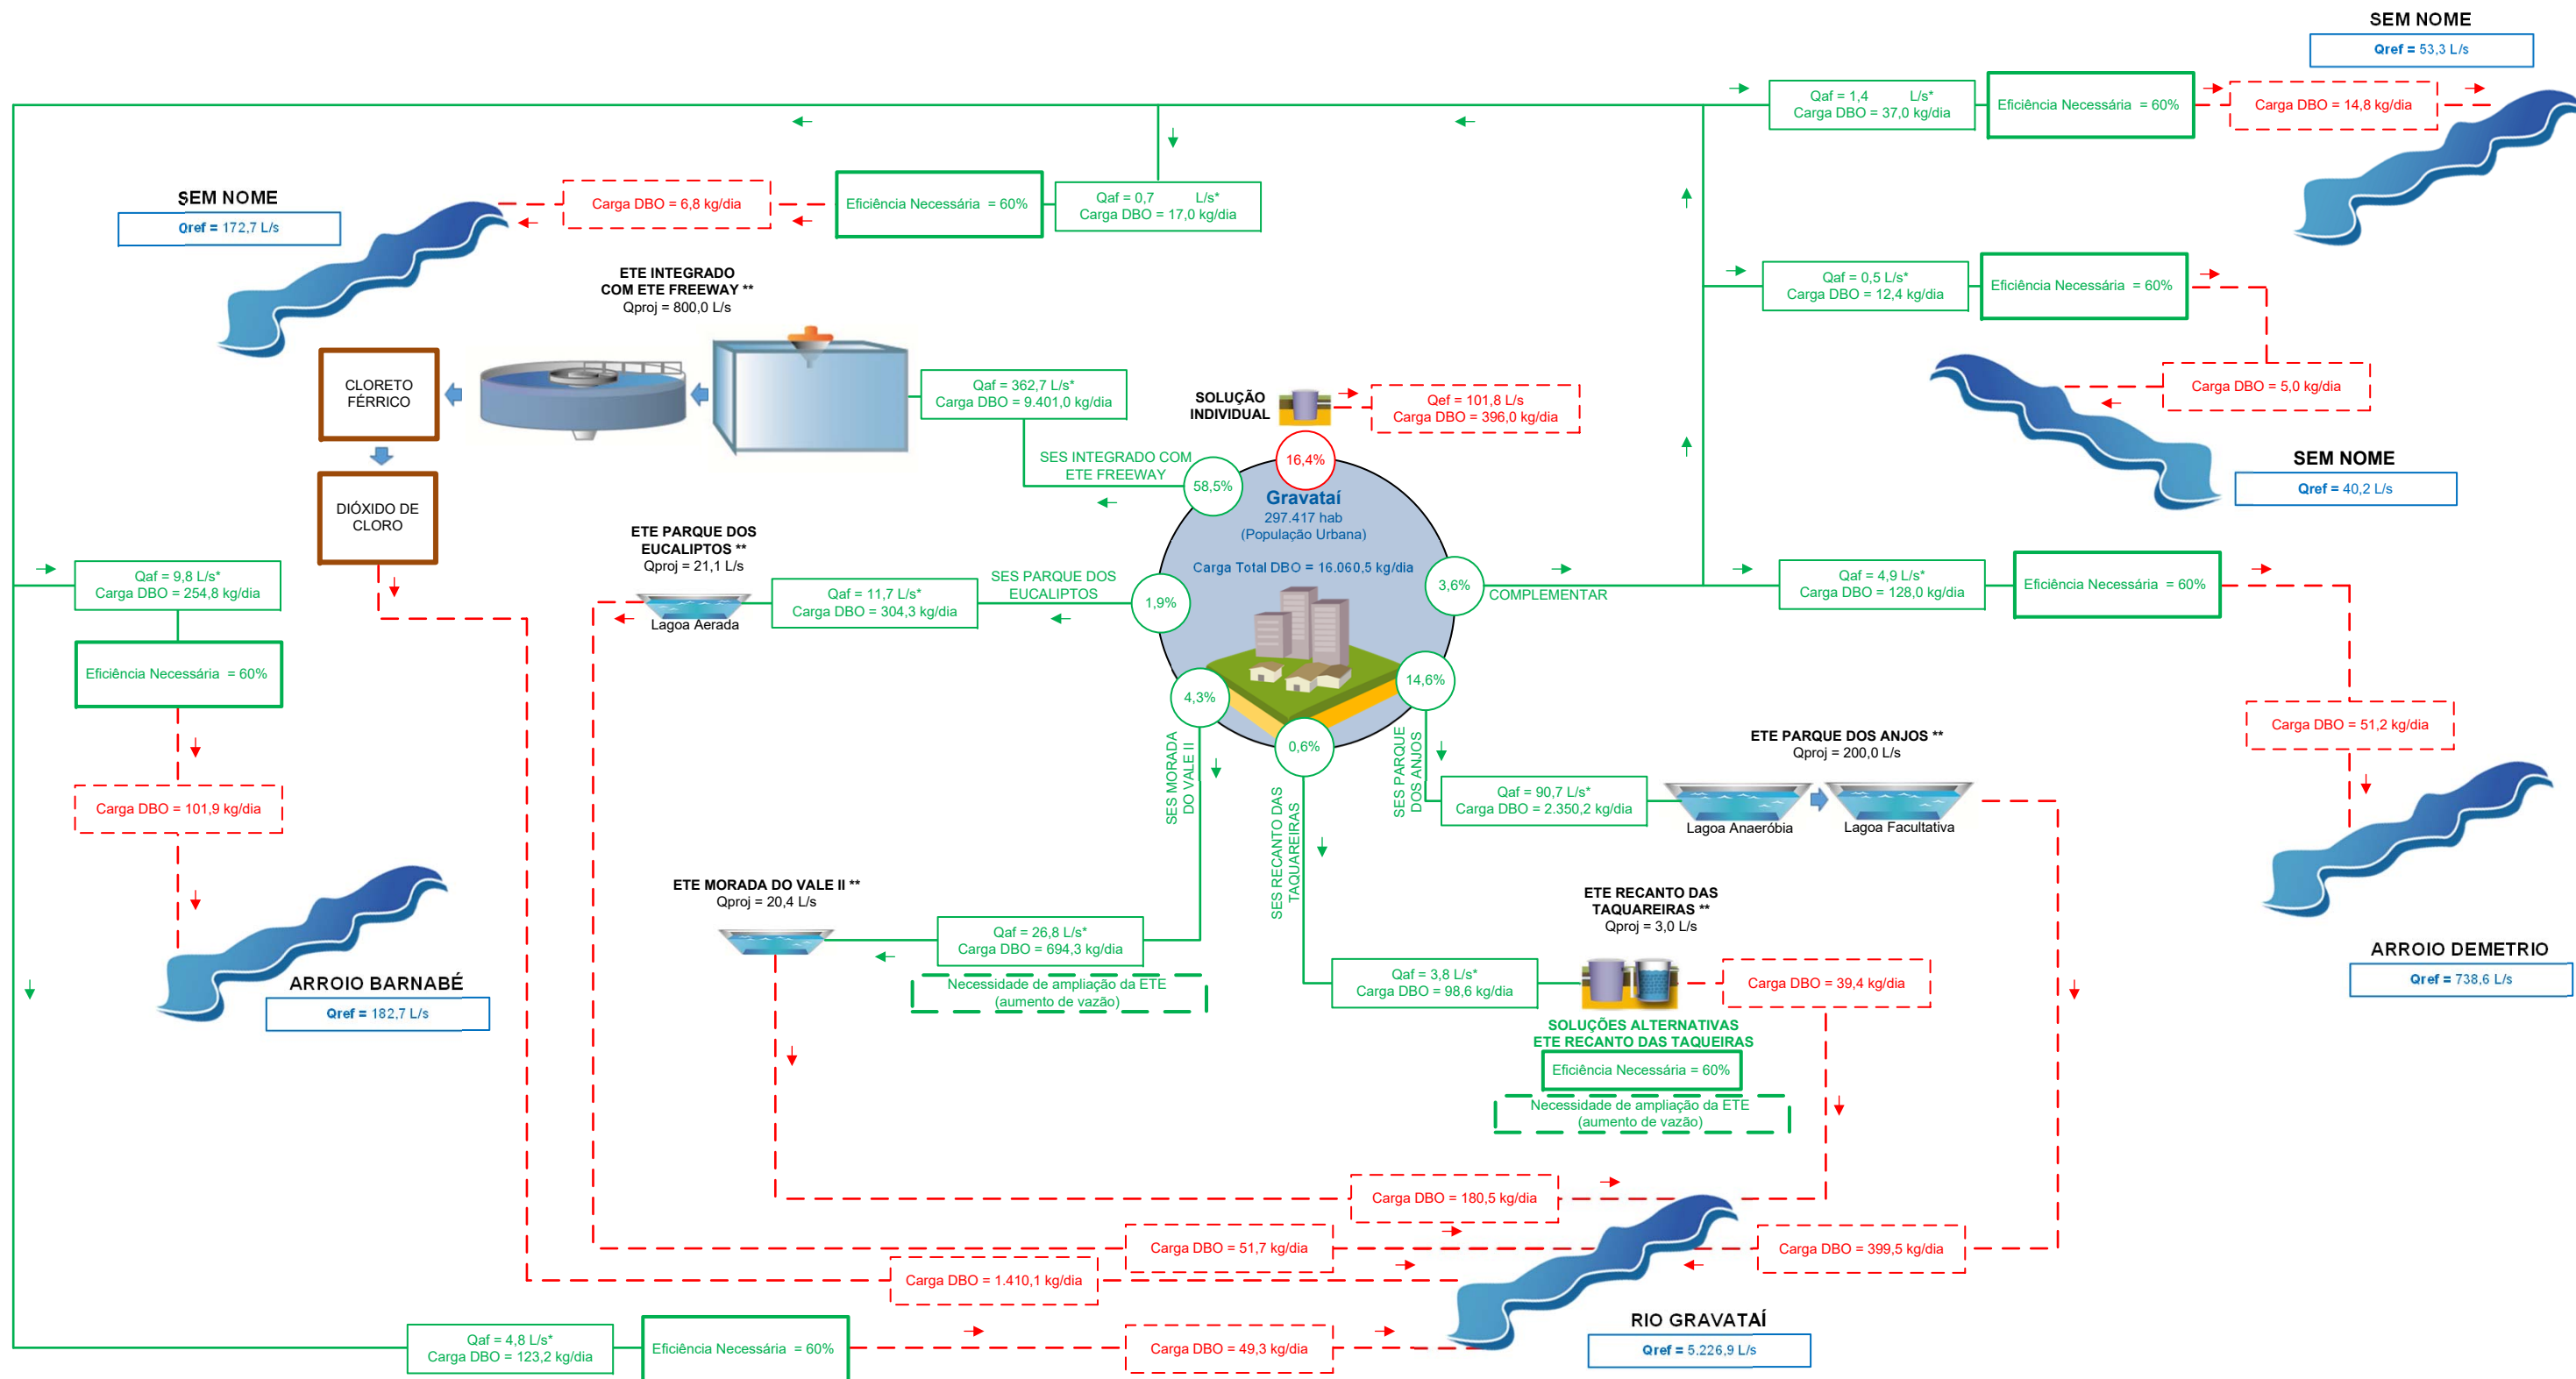 SEM NOME
Qref = 53,3 L/s
Qaf = 1,4 L/s*
Carga DBO = 37,0 kg/dia
Eficiência Necessária = 60%
Carga DBO = 14,8 kg/dia
SEM NOME
Qref = 172,7 L/s
Carga DBO = 6,8 kg/dia
Eficiência Necessária = 60%
Qaf = 0,7 L/s*
Carga DBO = 17,0 kg/dia
Qaf = 0,5 L/s*
Carga DBO = 12,4 kg/dia
Eficiência Necessária = 60%
Carga DBO = 5,0 kg/dia
SEM NOME
Qref = 40,2 L/s
ETE INTEGRADO
COM ETE FREEWAY **
Qproj = 800,0 L/s
CLORETO
FÉRRICO
DIÓXIDO DE
CLORO
Qaf = 362,7 L/s*
Carga DBO = 9.401,0 kg/dia
SES INTEGRADO COM
ETE FREEWAY
58,5%
SOLUÇÃO
INDIVIDUAL
Qef = 101,8 L/s
Carga DBO = 396,0 kg/dia
16,4%
Gravataí
297.417 hab
(População Urbana)
Carga Total DBO = 16.060,5 kg/dia
ETE PARQUE DOS
EUCALIPTOS **
Qproj = 21,1 L/s
Lagoa Aerada
Qaf = 11,7 L/s*
Carga DBO = 304,3 kg/dia
SES PARQUE DOS
EUCALIPTOS
1,9%
3,6%
COMPLEMENTAR
Qaf = 4,9 L/s*
Carga DBO = 128,0 kg/dia
Eficiência Necessária = 60%
Carga DBO = 51,2 kg/dia
ARROIO DEMETRIO
Qref = 738,6 L/s
Qaf = 9,8 L/s*
Carga DBO = 254,8 kg/dia
Eficiência Necessária = 60%
Carga DBO = 101,9 kg/dia
ARROIO BARNABÉ
Qref = 182,7 L/s
4,3%
SES MORADA
DO VALE II
ETE MORADA DO VALE II **
Qproj = 20,4 L/s
Qaf = 26,8 L/s*
Carga DBO = 694,3 kg/dia
Necessidade de ampliação da ETE
(aumento de vazão)
0,6%
SES RECANTO DAS
TAQUAREIRAS
14,6%
SES PARQUE
DOS ANJOS
ETE PARQUE DOS ANJOS **
Qproj = 200,0 L/s
Qaf = 90,7 L/s*
Carga DBO = 2.350,2 kg/dia
Lagoa Anaeróbia
Lagoa Facultativa
ETE RECANTO DAS
TAQUAREIRAS **
Qproj = 3,0 L/s
Qaf = 3,8 L/s*
Carga DBO = 98,6 kg/dia
Carga DBO = 39,4 kg/dia
SOLUÇÕES ALTERNATIVAS
ETE RECANTO DAS TAQUEIRAS
Eficiência Necessária = 60%
Necessidade de ampliação da ETE
(aumento de vazão)
Carga DBO = 180,5 kg/dia
Carga DBO = 51,7 kg/dia
Carga DBO = 399,5 kg/dia
Carga DBO = 1.410,1 kg/dia
RIO GRAVATAÍ
Qref = 5.226,9 L/s
Qaf = 4,8 L/s*
Carga DBO = 123,2 kg/dia
Eficiência Necessária = 60%
Carga DBO = 49,3 kg/dia